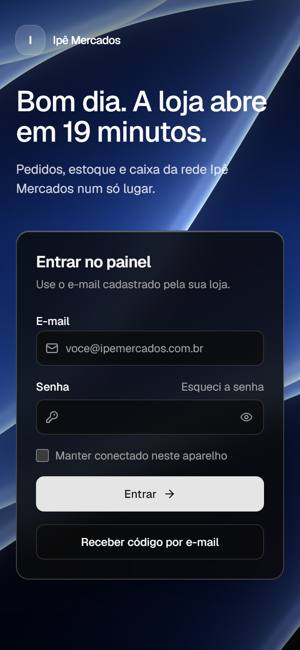 I
Ipê Mercados
Bom dia. A loja abre
em 19 minutos.
Pedidos, estoque e caixa da rede Ipê
Mercados num só lugar.
Entrar no painel
Use o e-mail cadastrado pela sua loja.
E-mail
voce@ipemercados.com.br
Senha
Esqueci a senha
Manter conectado neste aparelho
Entrar →
Receber código por e-mail